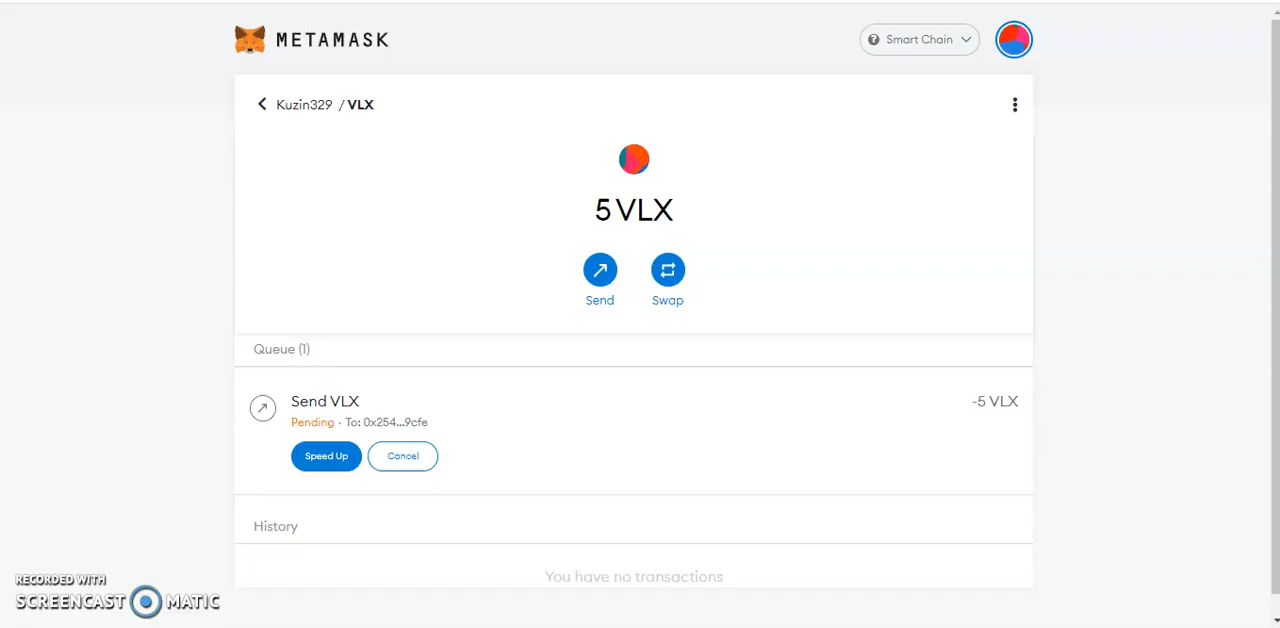 METAMASK
Smart Chain
Kuzin329 / VLX
5 VLX
Send
Swap
Queue (1)
Send VLX
-5 VLX
Pending · To: 0x254...9cfe
Speed Up
Cancel
History
You have no transactions
RECORDED WITH
SCREENCAST MATIC